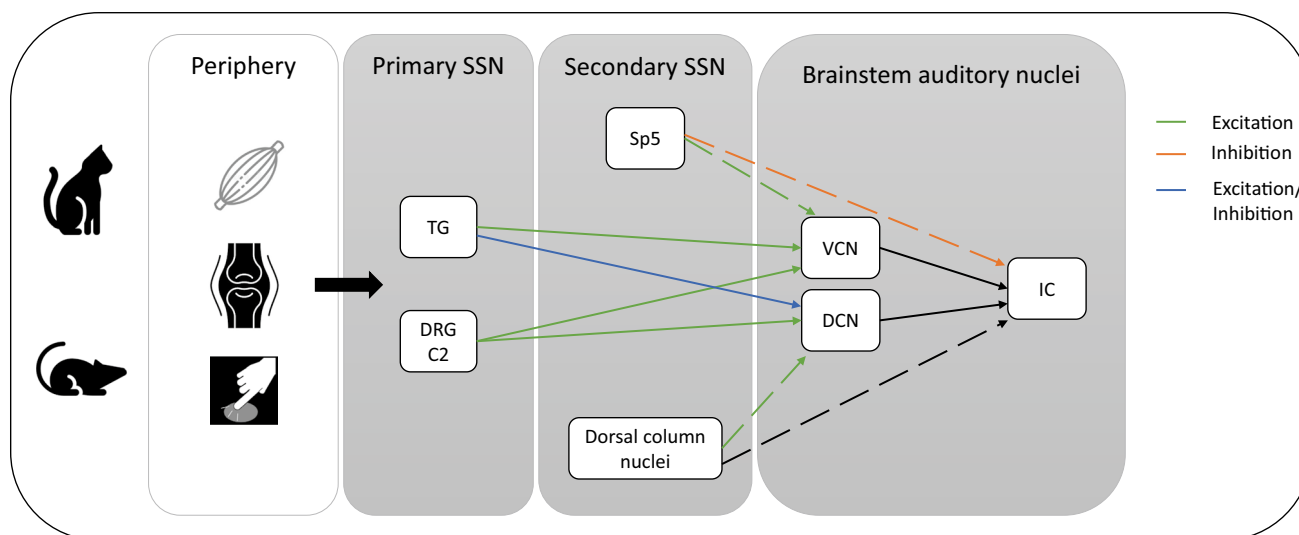 Periphery
Primary SSN
Secondary SSN
Brainstem auditory nuclei
Sp5
TG
DRG
C2
Dorsal column
nuclei
VCN
DCN
IC
Excitation
Inhibition
Excitation/
Inhibition